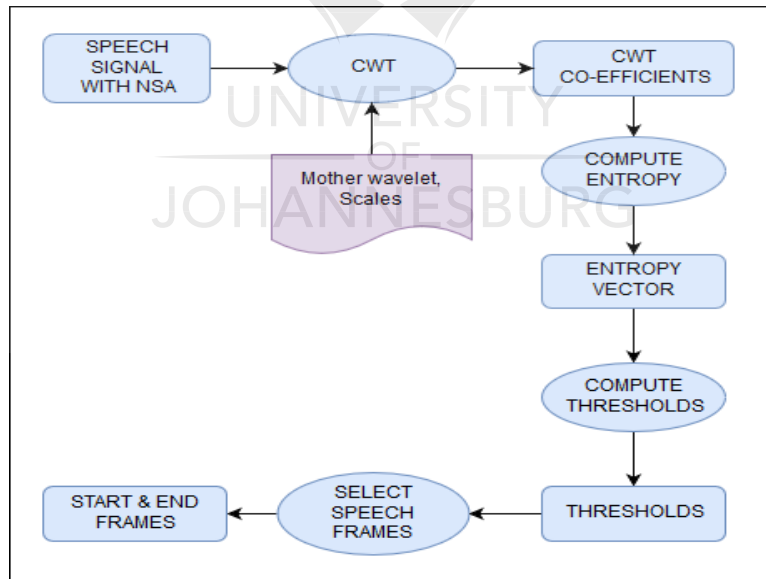 SPEECH
SIGNAL
WITH NSA
CWT
CWT
CO-EFFICIENTS
UNIVERSITY
OF
JOHANNESBURG
Mother wavelet,
Scales
COMPUTE
ENTROPY
ENTROPY
VECTOR
COMPUTE
THRESHOLDS
THRESHOLDS
SELECT
SPEECH
FRAMES
START & END
FRAMES